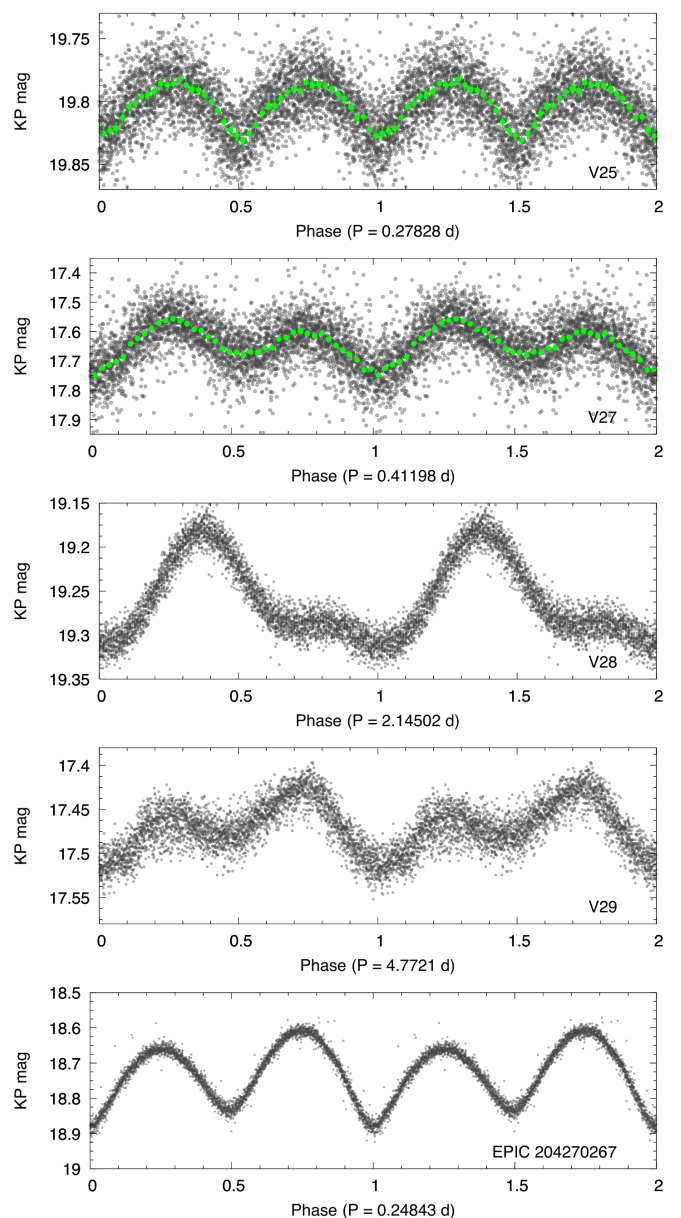 19.75
19.8
19.85
KP mag
V25
0 0.5 1 1.5 2
Phase (P = 0.27828 d)
17.4
17.5
17.6
17.7
17.8
17.9
KP mag
V27
0 0.5 1 1.5 2
Phase (P = 0.41198 d)
19.15
19.2
19.25
19.3
19.35
KP mag
V28
0 0.5 1 1.5 2
Phase (P = 2.14502 d)
17.4
17.45
17.5
17.55
KP mag
V29
0 0.5 1 1.5 2
Phase (P = 4.7721 d)
18.5
18.6
18.7
18.8
18.9
19
KP mag
EPIC 204270267
0 0.5 1 1.5 2
Phase (P = 0.24843 d)